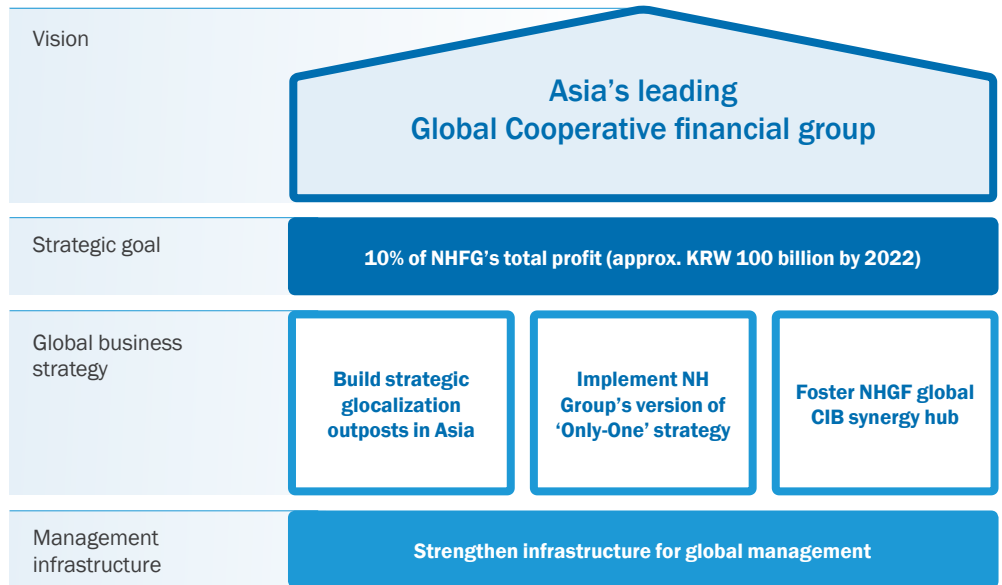 Vision
Asia’s leading
Global Cooperative financial group
Strategic goal
10% of NHFG’s total profit (approx. KRW 100 billion by 2022)
Global business
strategy
Build strategic
glocalization
outposts in Asia
Implement NH
Group’s version of
‘Only-One’ strategy
Foster NHGF global
CIB synergy hub
Management
infrastructure
Strengthen infrastructure for global management